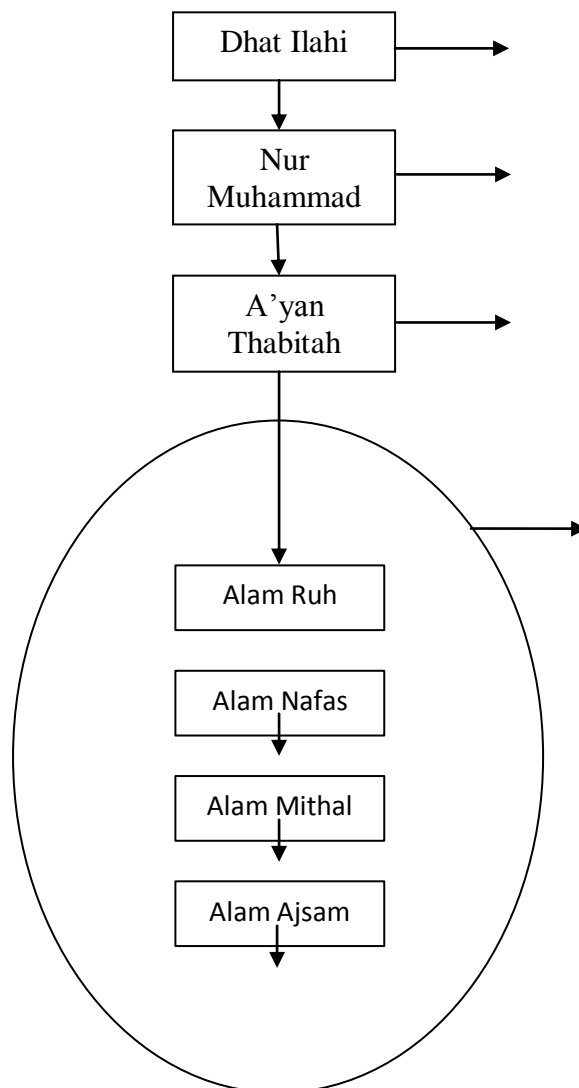 Dhat Ilahi
Nur
Muhammad
A’yan
Thabitah
Alam Ruh
Alam Nafas
Alam Mithal
Alam Ajsam